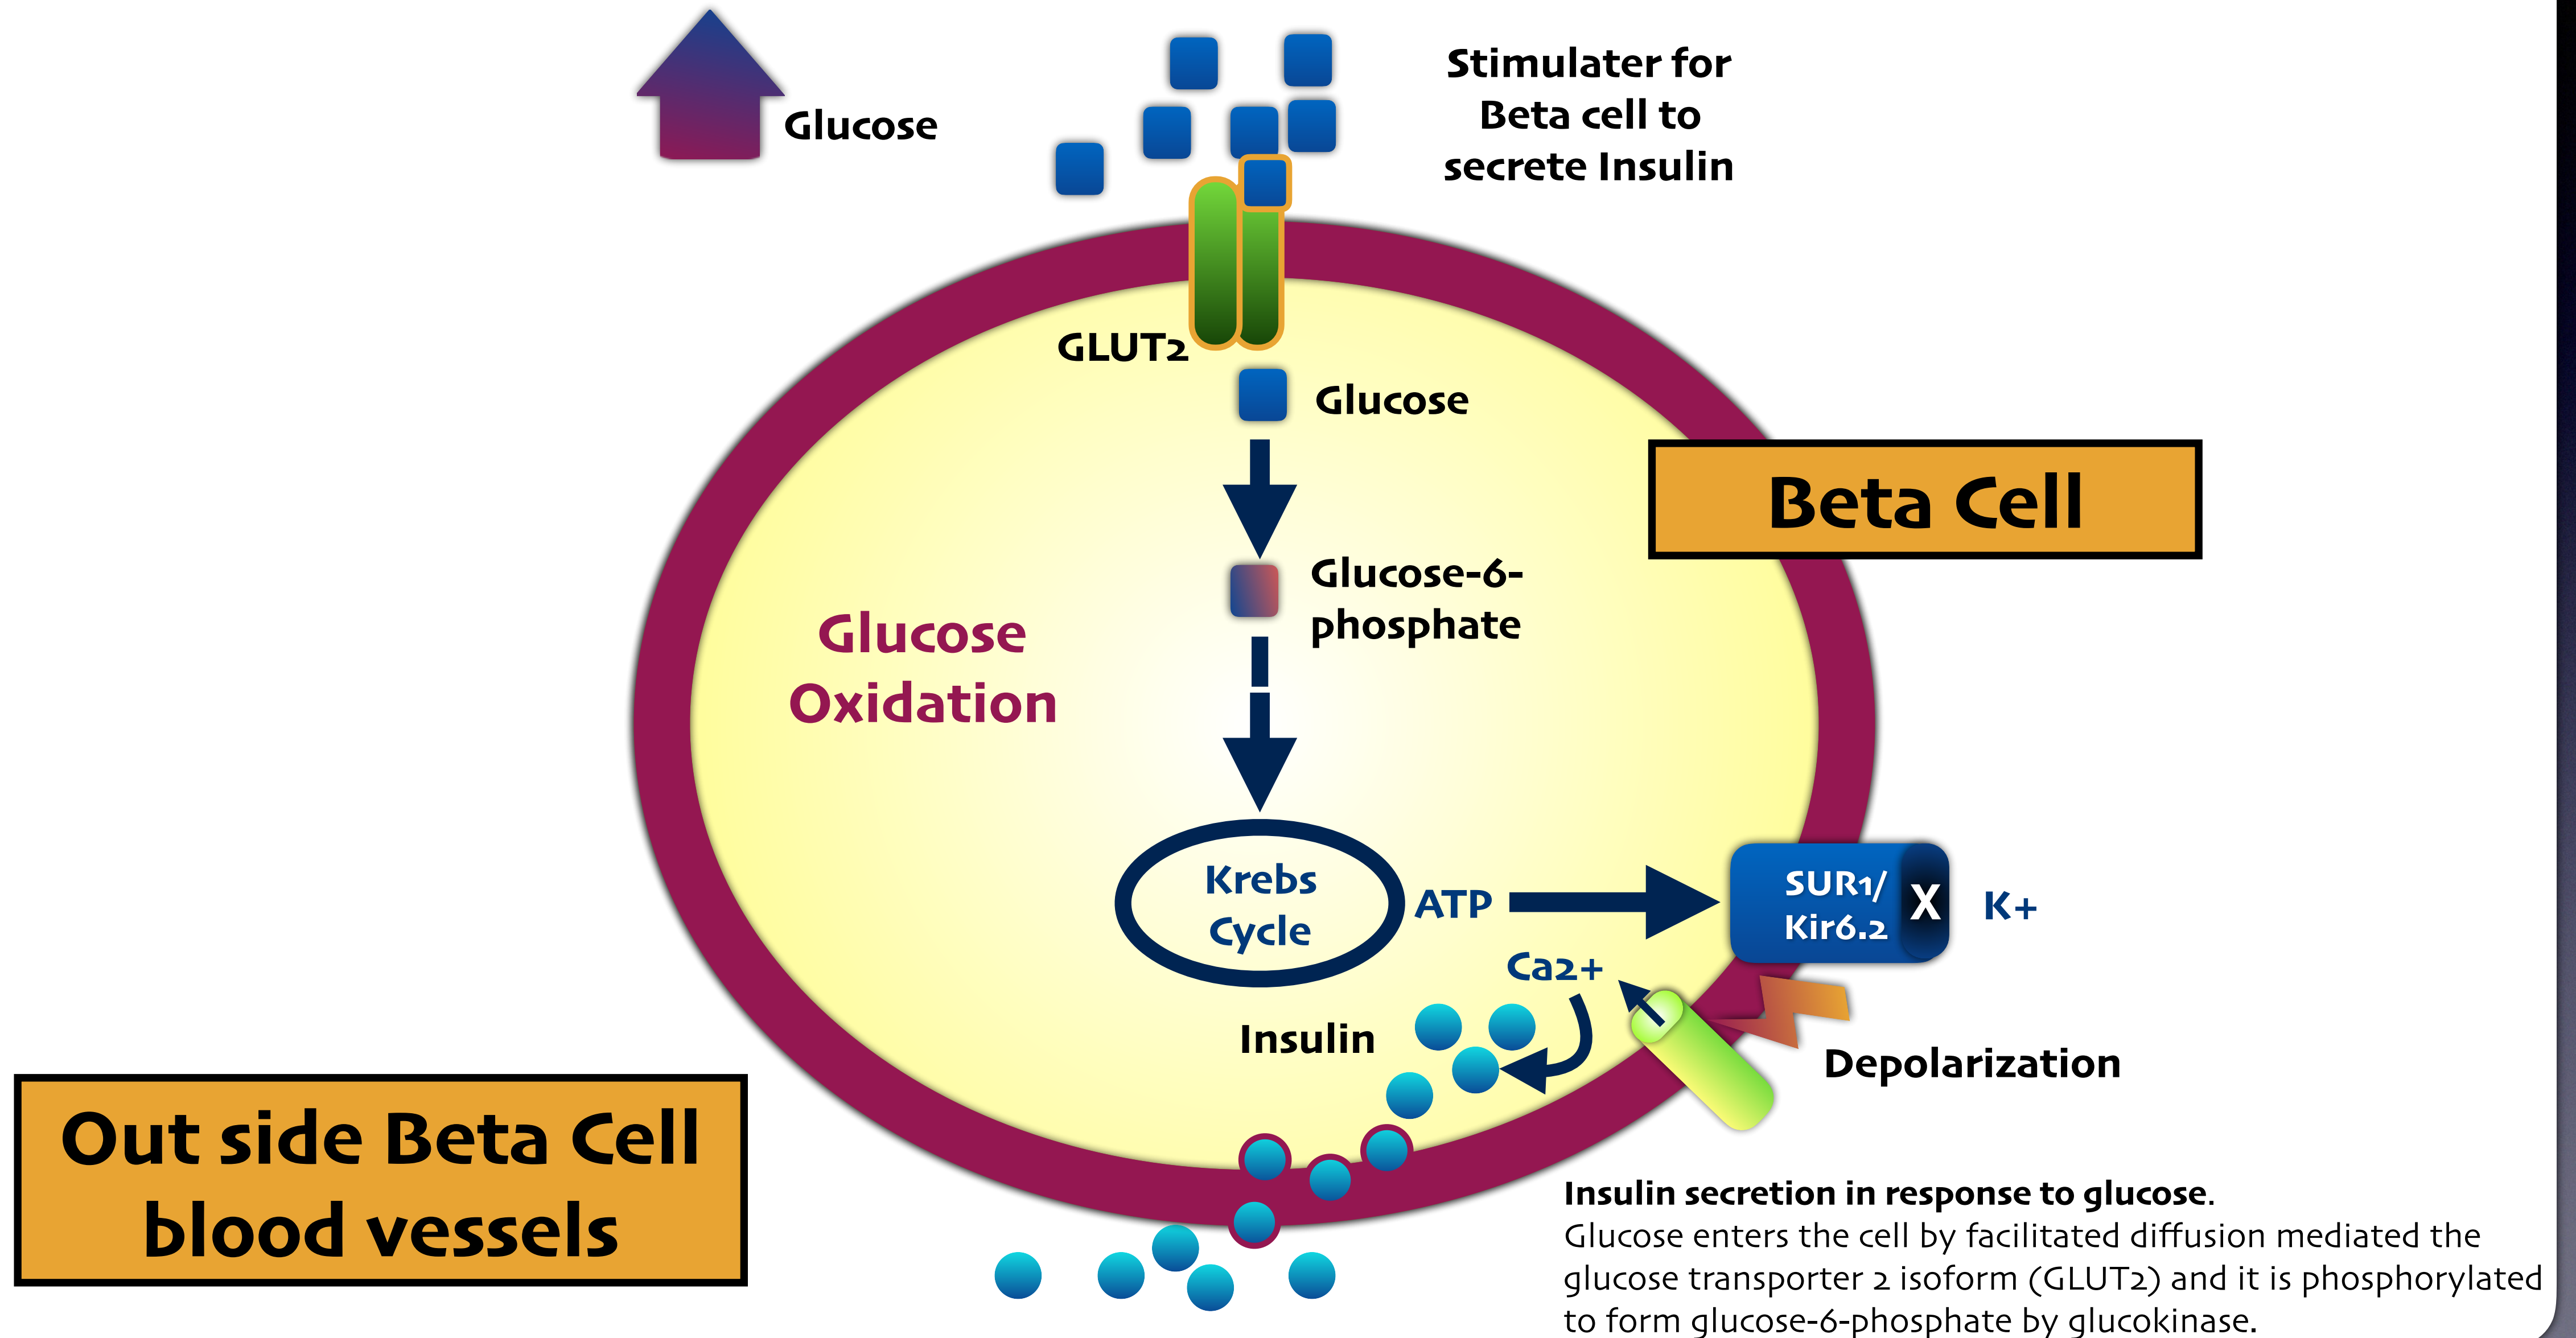 Glucose
Stimulater for
Beta cell to
secrete Insulin
GLUT2
Glucose
Beta Cell
Glucose-6-
phosphate
Glucose
Oxidation
Krebs
Cycle
ATP
SUR1/
Kir6.2
X
K+
Ca2+
Insulin
Depolarization
Out side Beta Cell
blood vessels
Insulin secretion in response to glucose.
Glucose enters the cell by facilitated diffusion mediated the
glucose transporter 2 isoform (GLUT2) and it is phosphorylated
to form glucose-6-phosphate by glucokinase.